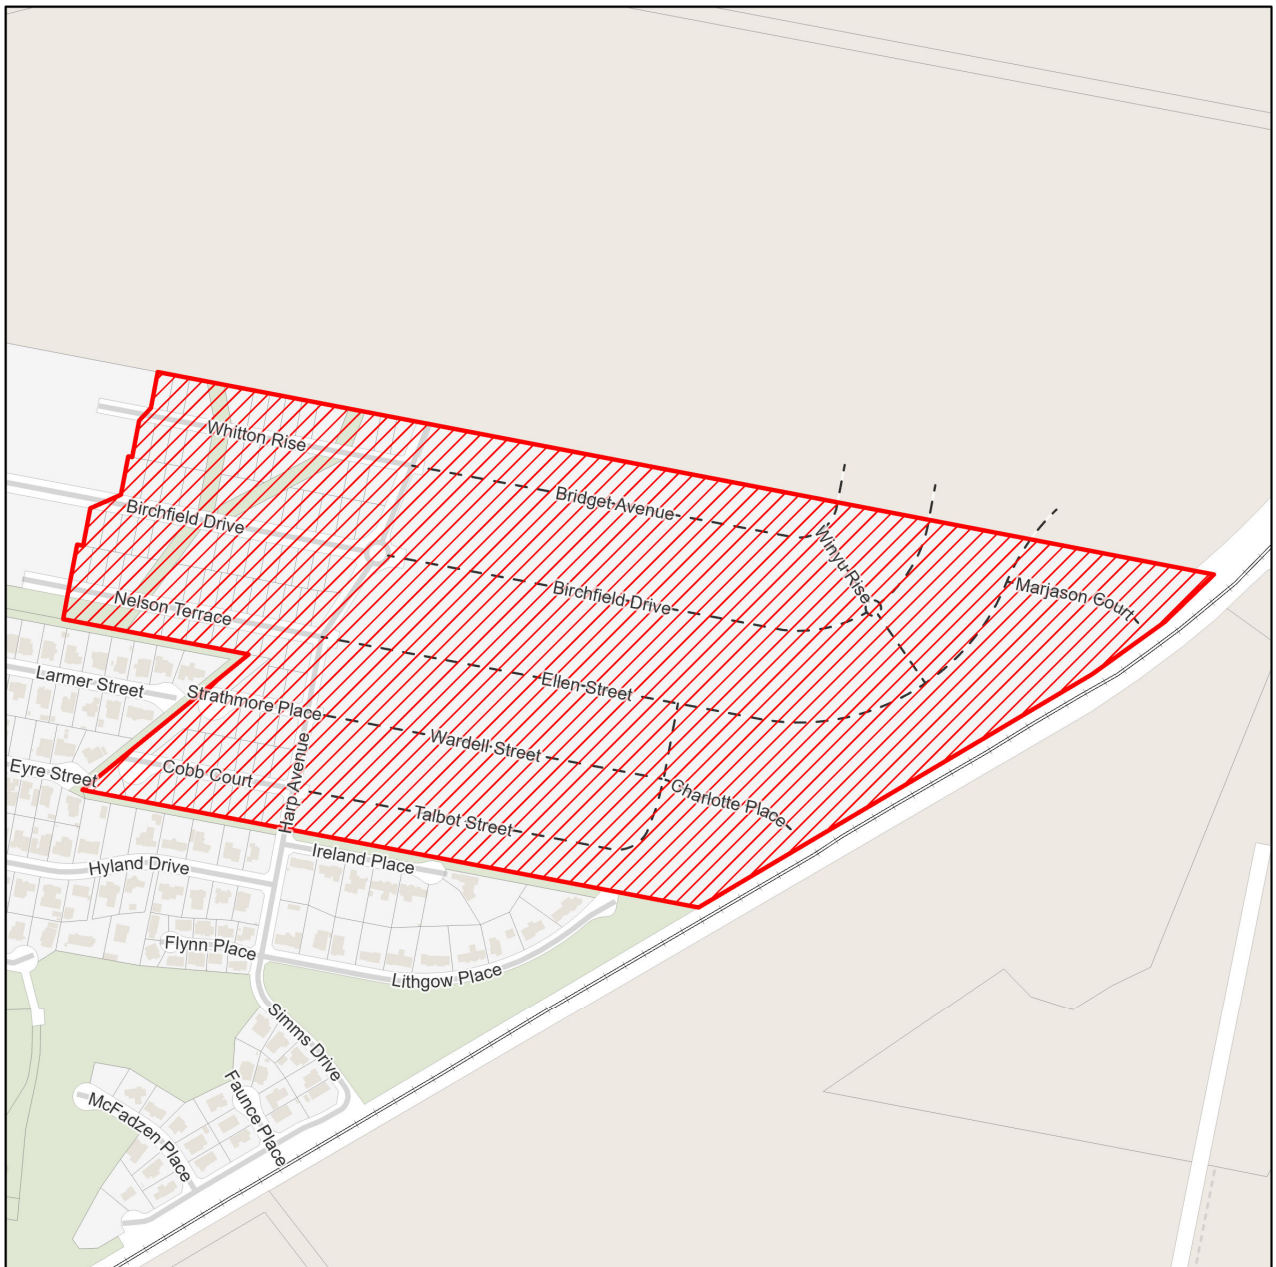 Whitton Rise
Bridget Avenue
Birchfield Drive
Winyu Rise
Birchfield Drive
Marjason Court
Nelson Terrace
Larmer Street
Ellen Street
Strathmore Place
Wardell Street
Eyre Street
Cobb Court
Harp Avenue
Charlotte Place
Talbot Street
Hyland Drive
Ireland Place
Flynn Place
Lithgow Place
Simms Drive
Faunce Place
McFadzen Place